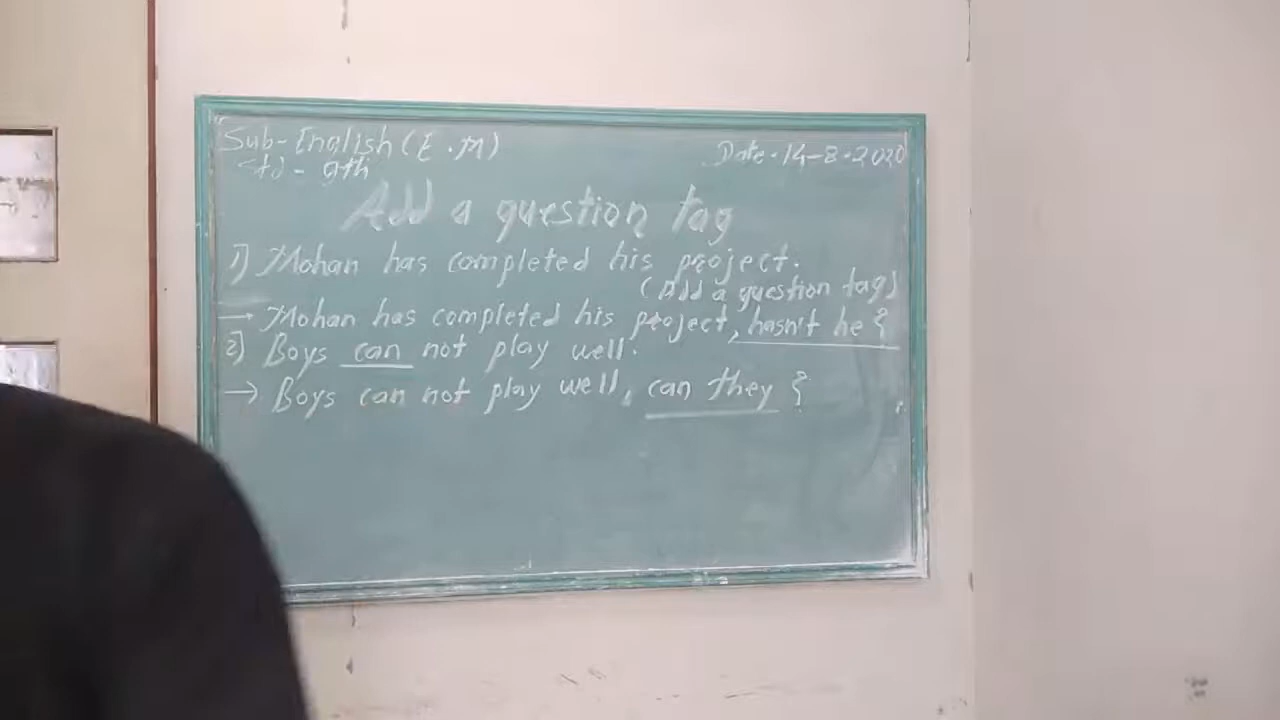 Sub-English (E.M)
Date-14-8-2020
Std - 9th
Add a question tag
1) Mohan has completed his project.
(Add a question tag)
→ Mohan has completed his project, hasn't he ?
2) Boys can not play well.
→ Boys can not play well, can they ?